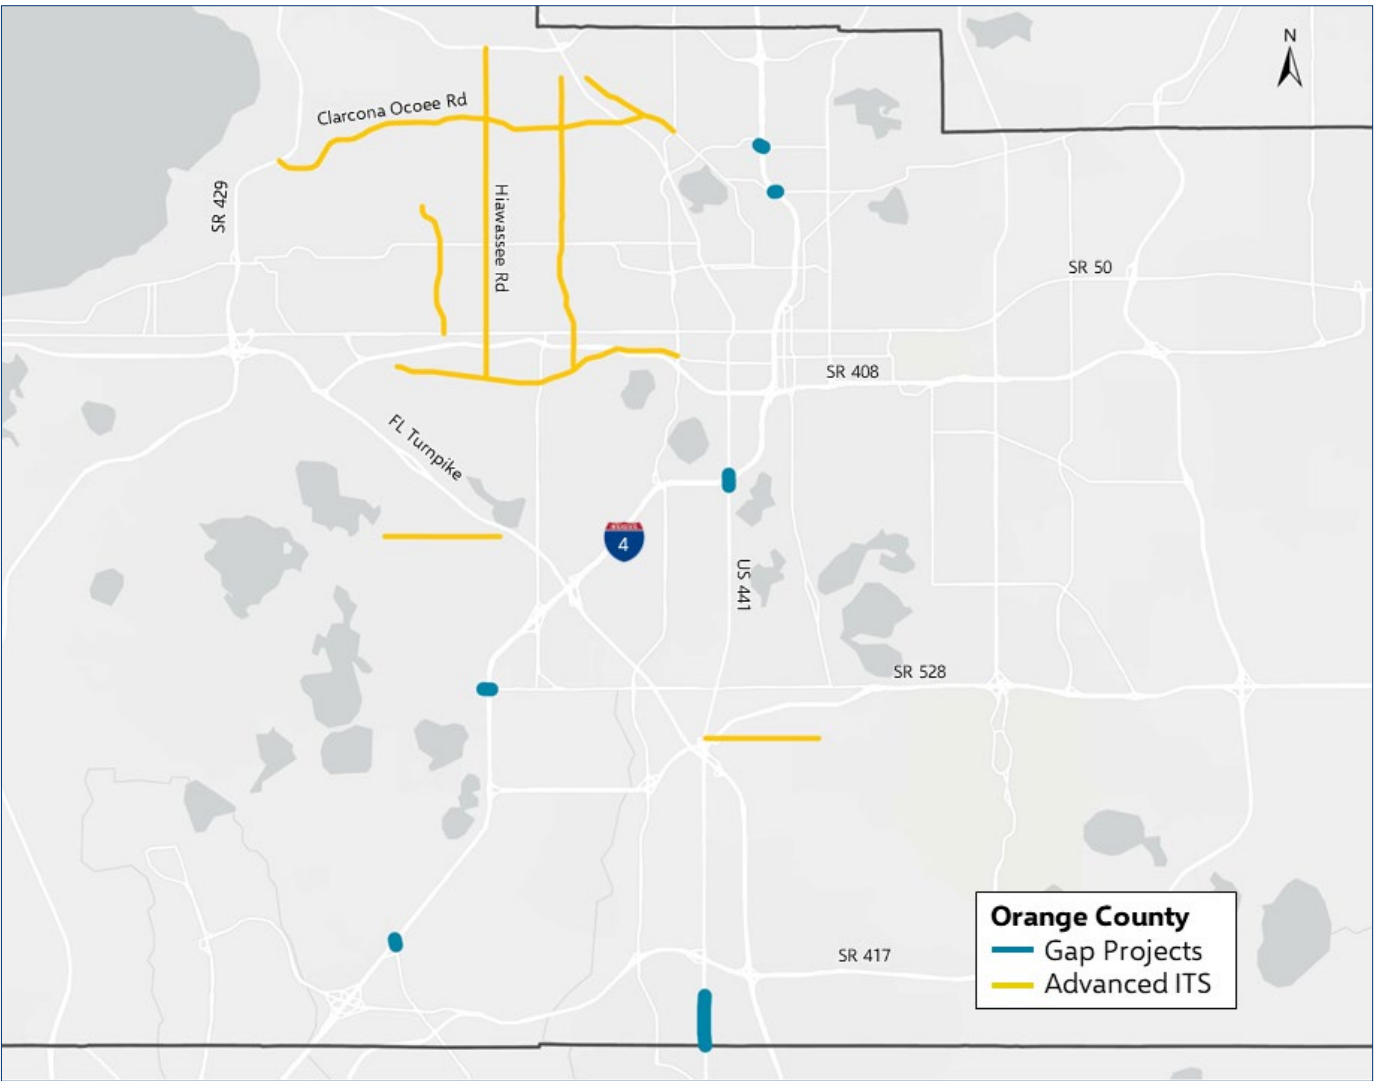 N
Clarcona Ocoee Rd
SR 429
Hiawassee Rd
SR 50
SR 408
FL Turnpike
4
US 441
SR 528
SR 417
Orange County
Gap Projects
Advanced ITS